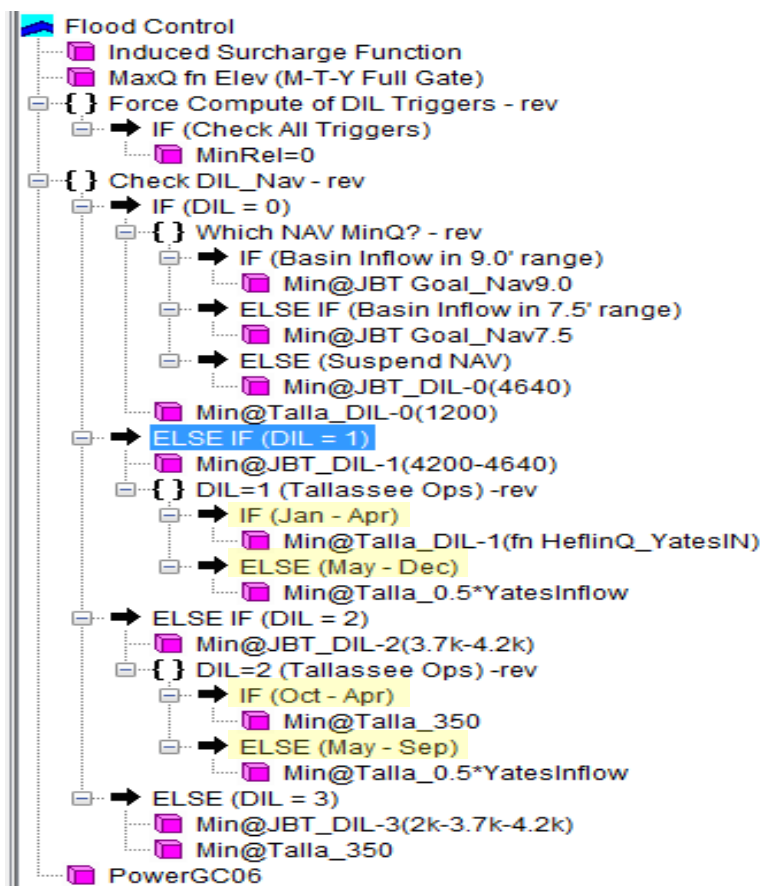 Flood Control
Induced Surcharge Function
MaxQ fn Elev (M-T-Y Full Gate)
{ } Force Compute of DIL Triggers - rev
IF (Check All Triggers)
MinRel=0
{ } Check DIL_Nav - rev
IF (DIL = 0)
{ } Which NAV MinQ? - rev
IF (Basin Inflow in 9.0' range)
Min@JBT Goal_Nav9.0
ELSE IF (Basin Inflow in 7.5' range)
Min@JBT Goal_Nav7.5
ELSE (Suspend NAV)
Min@JBT_DIL-0(4640)
Min@Talla_DIL-0(1200)
ELSE IF (DIL = 1)
Min@JBT_DIL-1(4200-4640)
{ } DIL=1 (Tallassee Ops) -rev
IF (Jan - Apr)
Min@Talla_DIL-1(fn HeflinQ_YatesIN)
ELSE (May - Dec)
Min@Talla_0.5*YatesInflow
ELSE IF (DIL = 2)
Min@JBT_DIL-2(3.7k-4.2k)
{ } DIL=2 (Tallassee Ops) -rev
IF (Oct - Apr)
Min@Talla_350
ELSE (May - Sep)
Min@Talla_0.5*YatesInflow
ELSE (DIL = 3)
Min@JBT_DIL-3(2k-3.7k-4.2k)
Min@Talla_350
PowerGC06